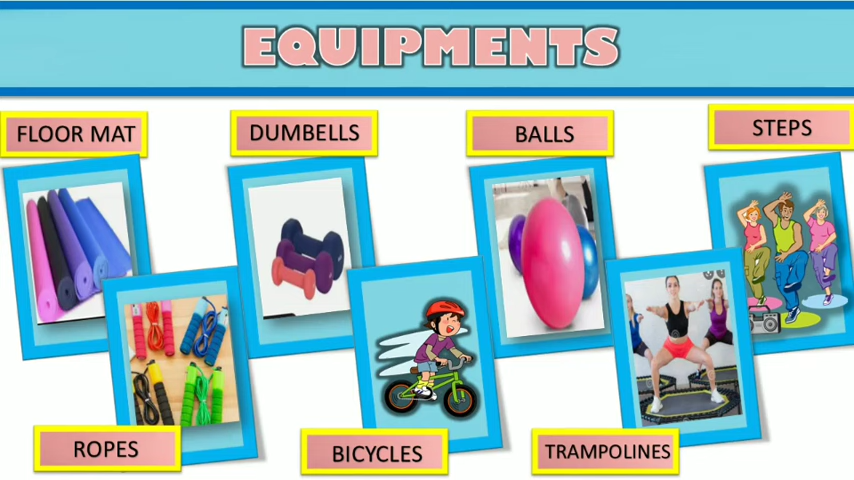 EQUIPMENTS
FLOOR MAT
DUMBELLS
BALLS
STEPS
ROPES
BICYCLES
TRAMPOLINES